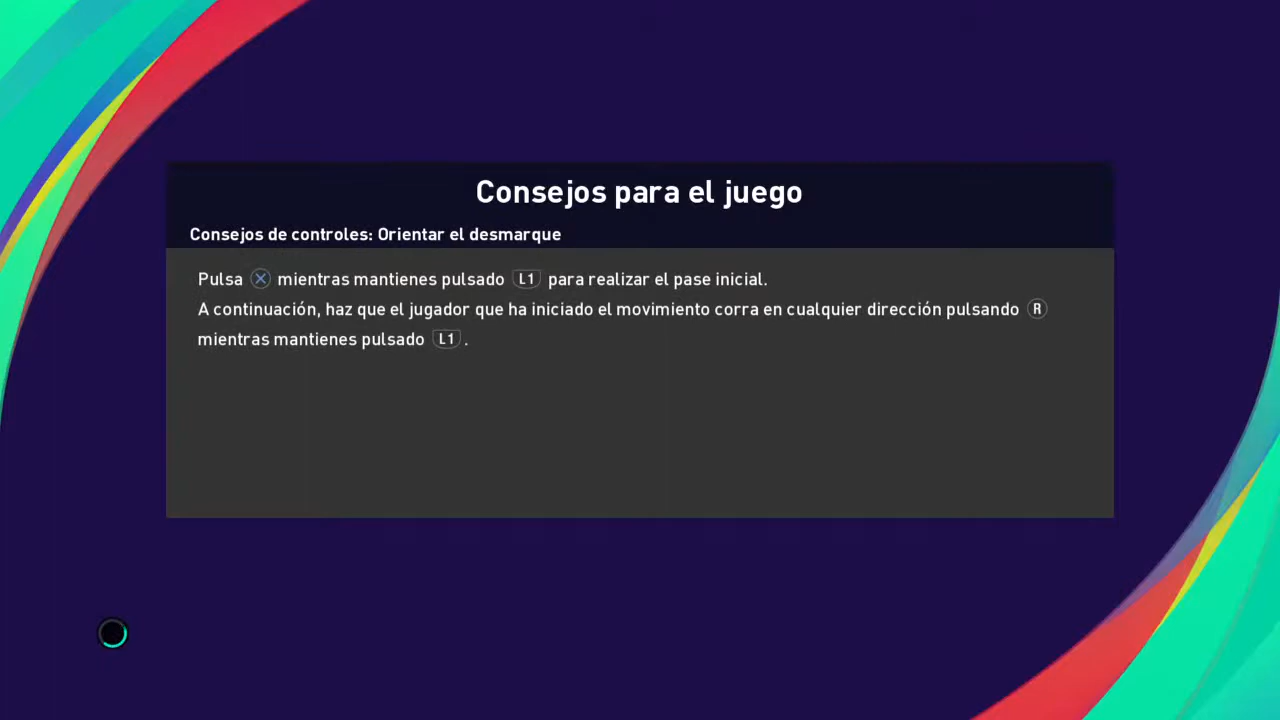 Consejos para el juego
Consejos de controles: Orientar el desmarque
Pulsa ⓧ mientras mantienes pulsado L1 para realizar el pase inicial.
A continuación, haz que el jugador que ha iniciado el movimiento corra en cualquier dirección pulsando R
mientras mantienes pulsado L1 .